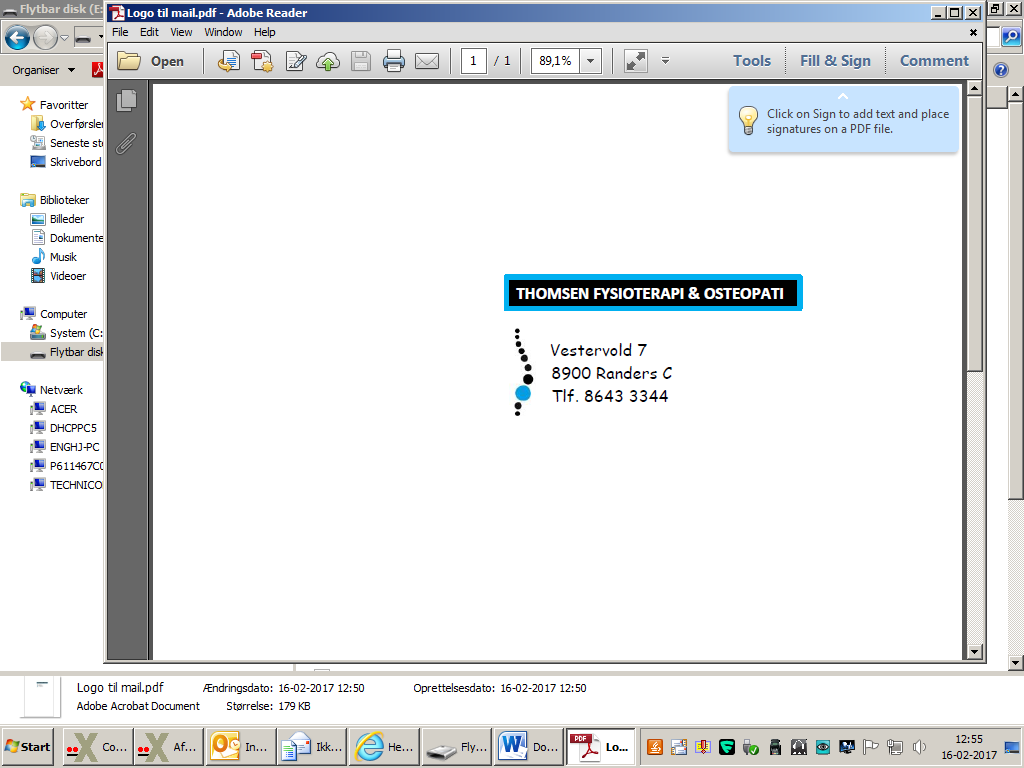 Flytbar disk (E:
Logo til mail.pdf - Adobe Reader
File Edit View Window Help
Open 1 / 1 89,1% Tools Fill & Sign Comment
Organiser
Click on Sign to add text and place
signatures on a PDF file.
Favoritter
Overførsler
Seneste st
Skrivebord
Biblioteker
Billeder
Dokumente
Musik
Videoer
Computer
System (C:
Flytbar disk
Netværk
ACER
DHCPPC5
ENGHJ-PC
P611467C0
TECHNICO
THOMSEN FYSIOTERAPI & OSTEOPATI
Vestervold 7
8900 Randers C
Tlf. 8643 3344
Logo til mail.pdf Ændringsdato: 16-02-2017 12:50 Oprettelsesdato: 16-02-2017 12:50
Adobe Acrobat Document Størrelse: 179 KB
Start Co... Af... In... Ikk... He... Fly... Do... PDF Lo... 12:55
16-02-2017